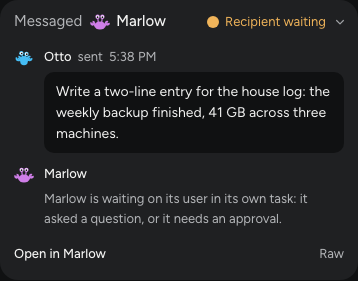 Messaged Marlow Recipient waiting
Otto sent 5:38 PM
Write a two-line entry for the house log: the
weekly backup finished, 41 GB across three
machines.
Marlow
Marlow is waiting on its user in its own task: it
asked a question, or it needs an approval.
Open in Marlow Raw